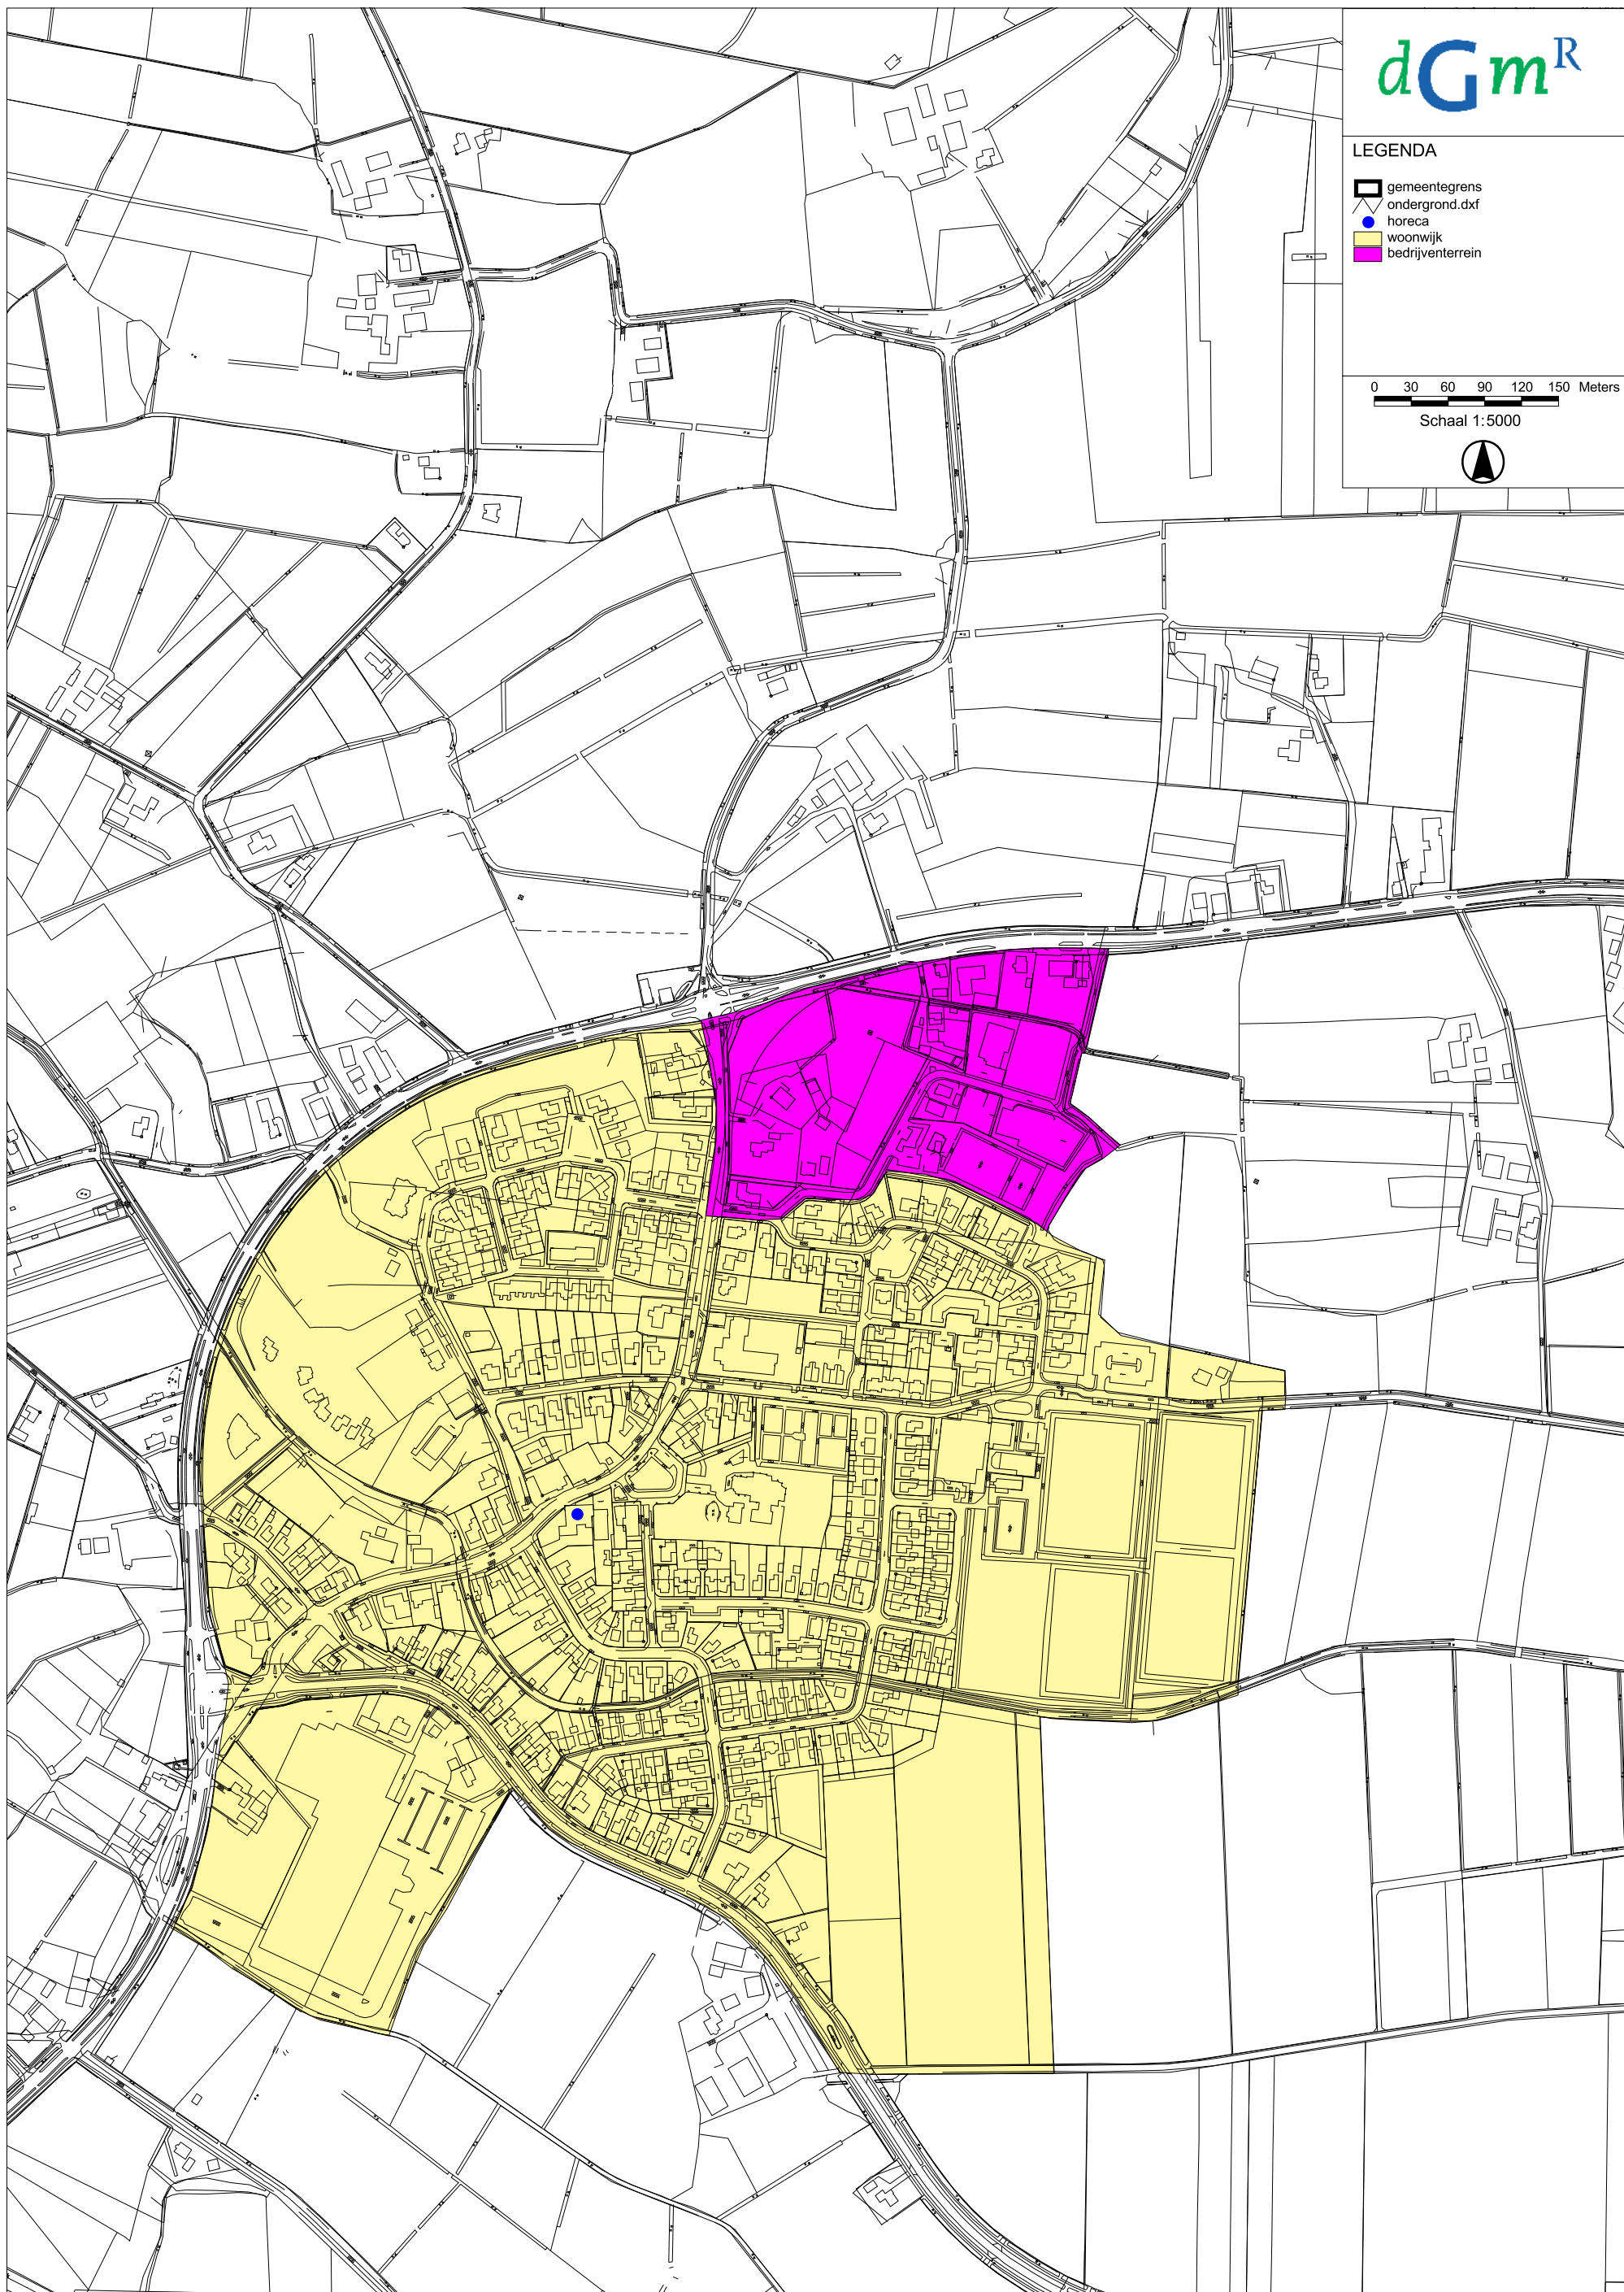 dGmR
LEGENDA
gemeentegrens
ondergrond.dxf
horeca
woonwijk
bedrijventerrein
0 30 60 90 120 150 Meters
Schaal 1:5000